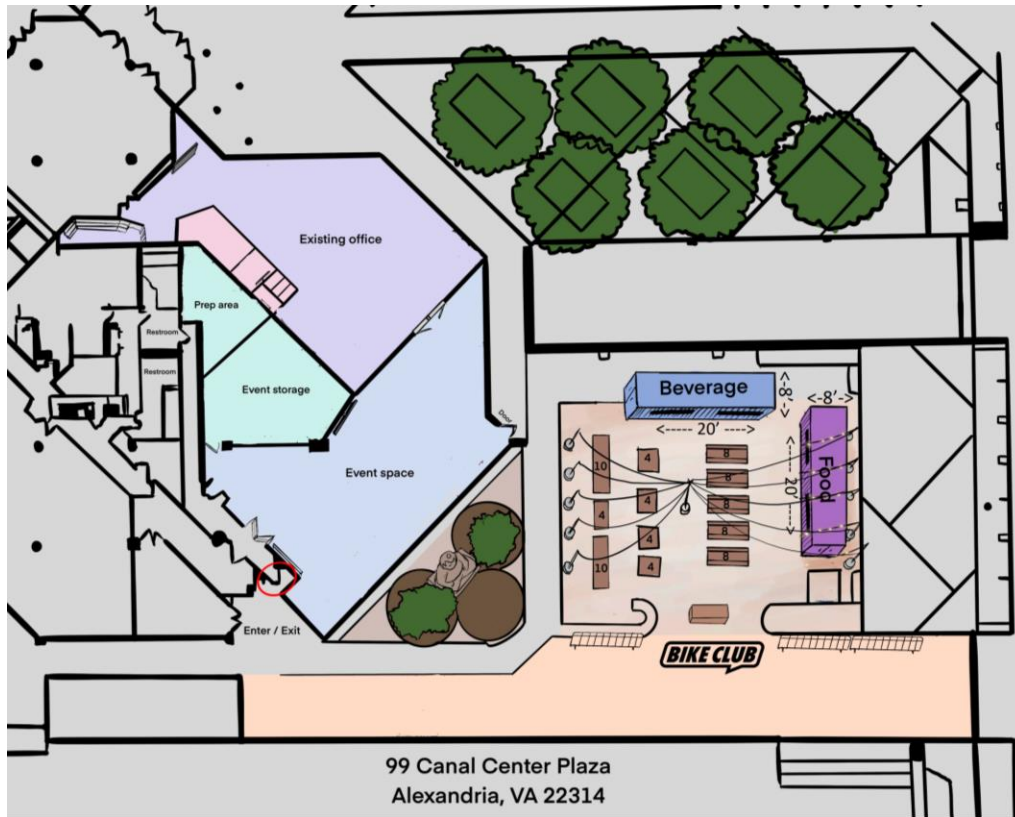 Existing office
Prep area
Restroom
Restroom
Event storage
Event space
Door
Enter / Exit
Beverage
<-8'->
<----- 20' ----->
<-8'->
Food
<----- 20' ----->
10
4
10
4
4
4
4
8
8
8
8
8
BIKE CLUB
99 Canal Center Plaza
Alexandria, VA 22314